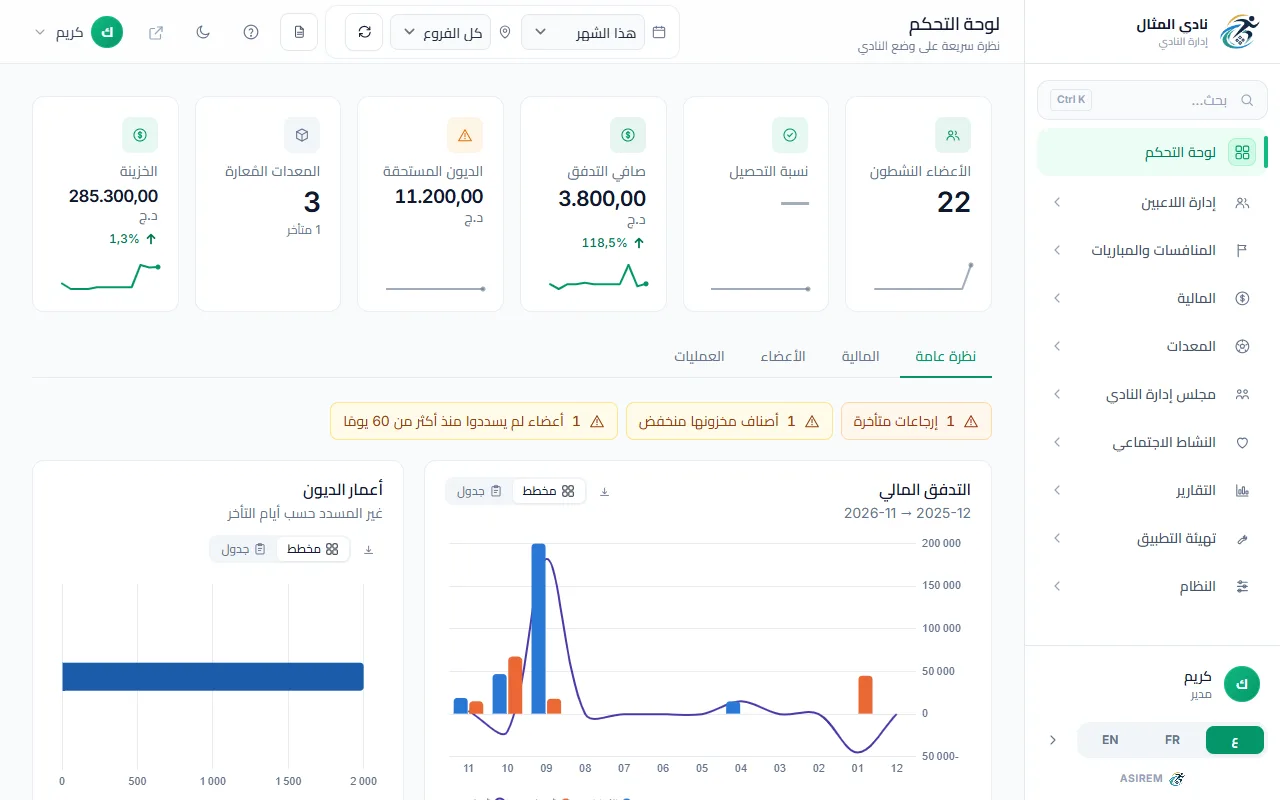 نادي المثال
إدارة النادي
بحث...
Ctrl K
لوحة التحكم
إدارة اللاعبين
المنافسات والمباريات
المالية
المعدات
مجلس إدارة النادي
النشاط الاجتماعي
التقارير
تهيئة التطبيق
النظام
ك
كريم
مدير
ع
FR
EN
ASIREM
لوحة التحكم
نظرة سريعة على وضع النادي
هذا الشهر
كل الفروع
ك
كريم
الأعضاء النشطون
22
نسبة التحصيل
—
صافي التدفق
3.800,00
د.ج
118,5%
الديون المستحقة
11.200,00
د.ج
المعدات المُعارة
3
1 متأخر
الخزينة
285.300,00
د.ج
1,3%
نظرة عامة
المالية
الأعضاء
العمليات
1 إرجاعات متأخرة
1 أصناف مخزونها منخفض
1 أعضاء لم يسددوا منذ أكثر من 60 يومًا
التدفق المالي
2025-12 → 2026-11
مخطط
جدول
200 000
150 000
100 000
50 000
0
50 000-
11 10 09 08 07 06 05 04 03 02 01 12
أعمار الديون
غير المسدد حسب أيام التأخر
مخطط
جدول
0 500 1 000 1 500 2 000